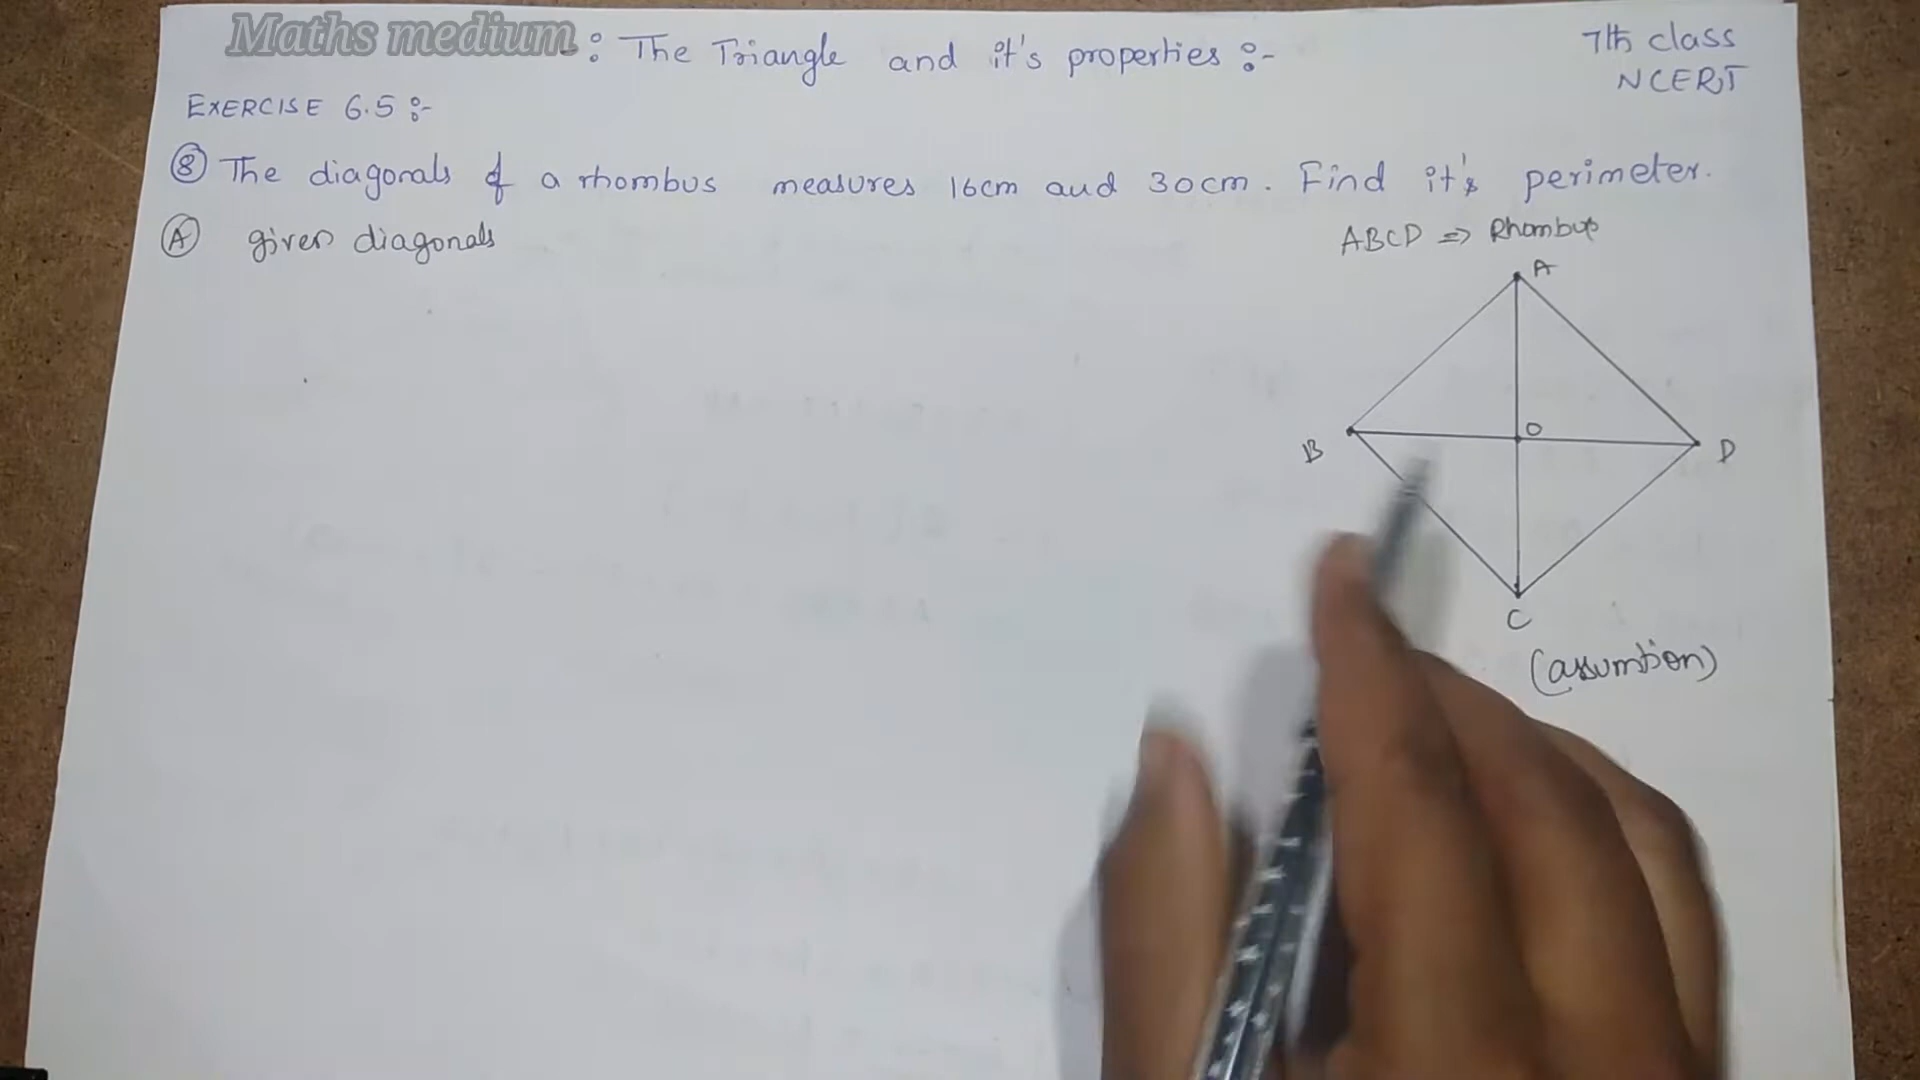 Maths medium : The Triangle and it's properties :-
7th class
NCERT
EXERCISE 6.5 :-
⑧ The diagonals of a rhombus measures 16cm and 30cm. Find it's perimeter.
Ⓐ given diagonals
ABCD => Rhombus
A
B
O
D
C
(assumtion)